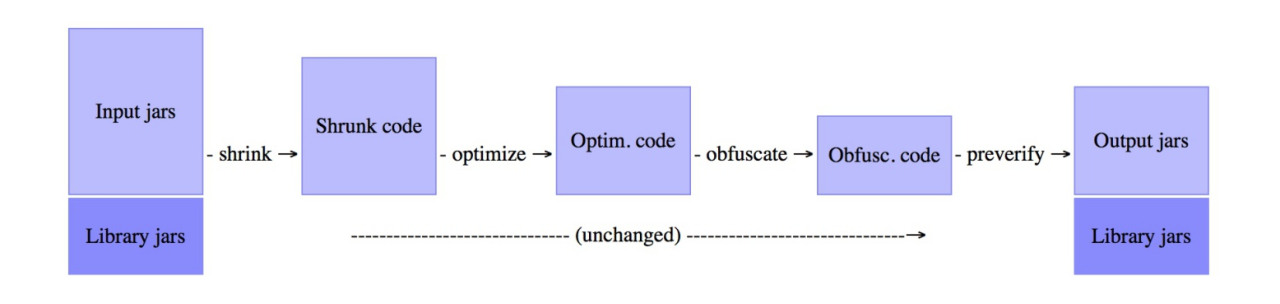 Input jars
- shrink →
Shrunk code
- optimize →
Optim. code
- obfuscate →
Obfusc. code
- preverify →
Output jars
Library jars
------------------------------- (unchanged) -------------------------------→
Library jars